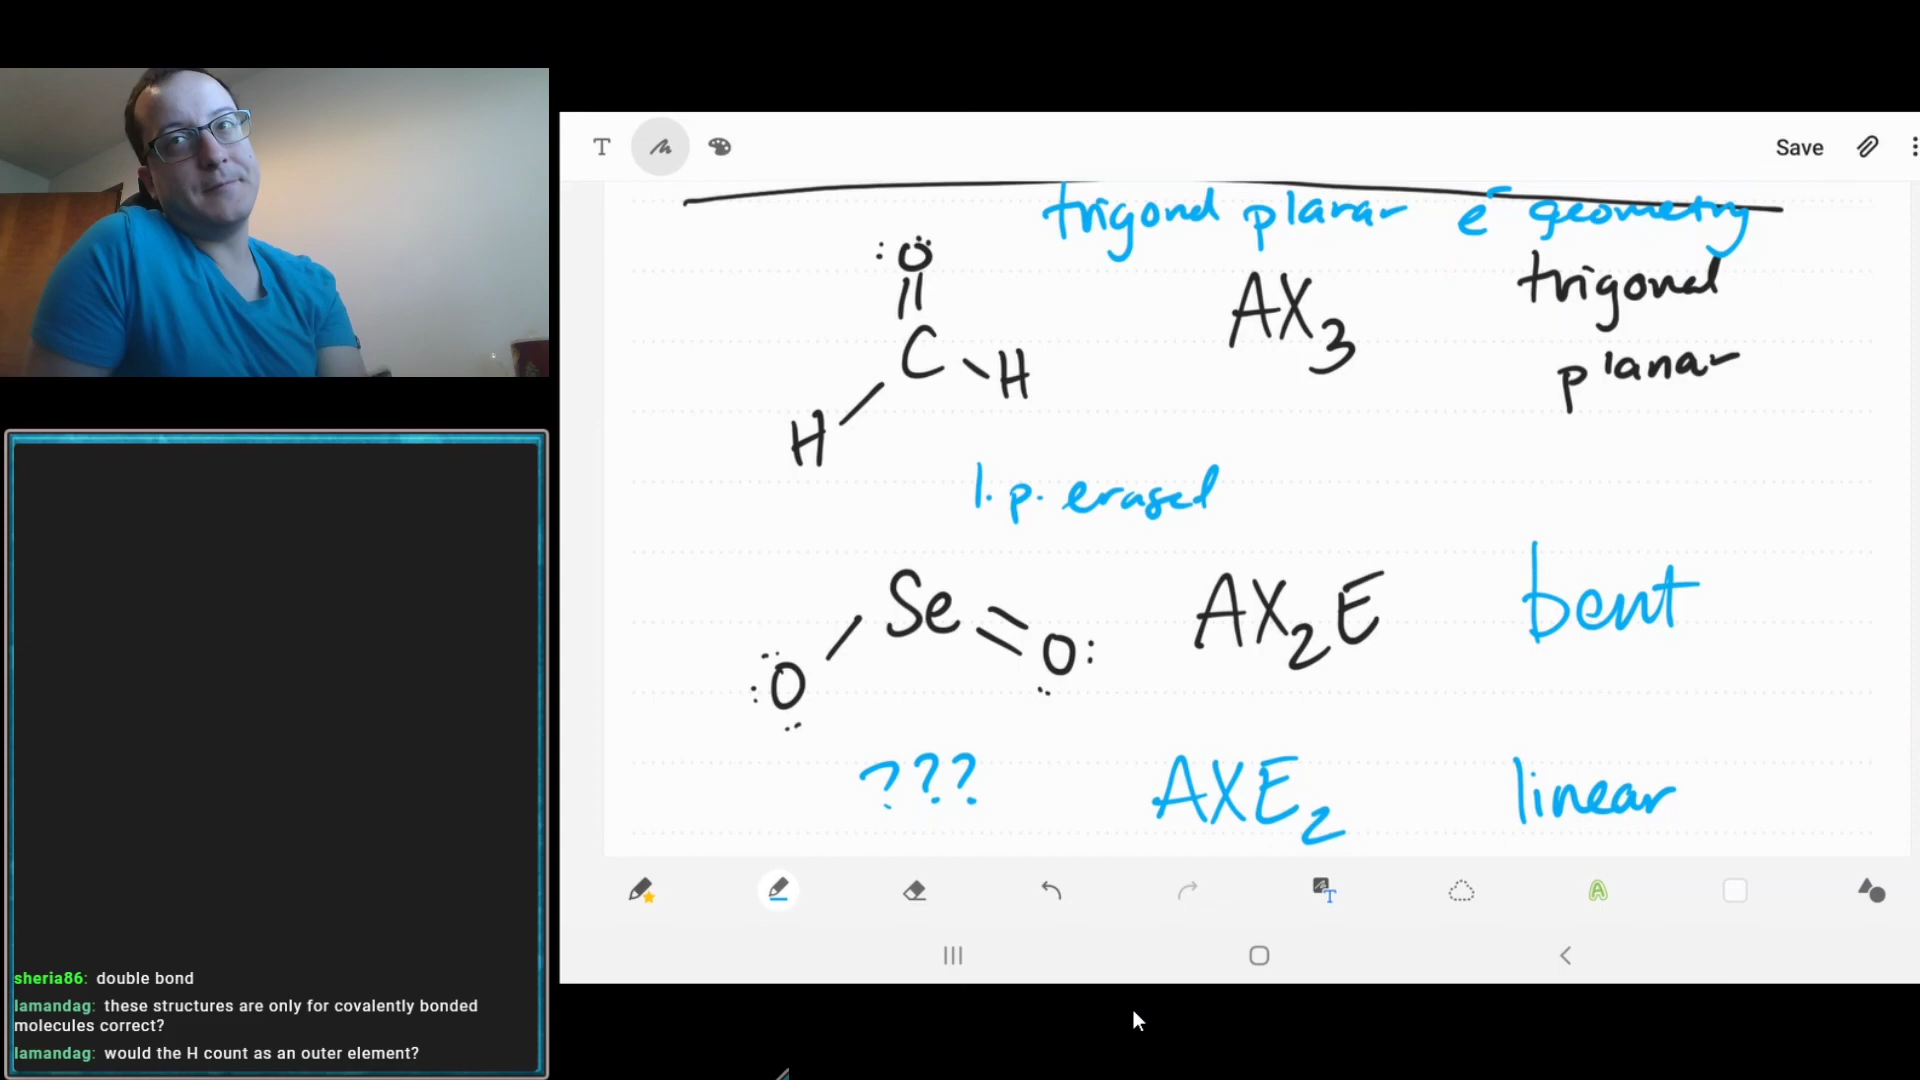 T
Save
trigonal planar e⁻ geometry
:Ö
||
C
H
H
AX₃
trigonal
planar
l.p. erased
Se
O
O:
AX₂E
bent
???
AXE₂
linear
T
A
sheria86: double bond
lamandag: these structures are only for covalently bonded
molecules correct?
lamandag: would the H count as an outer element?